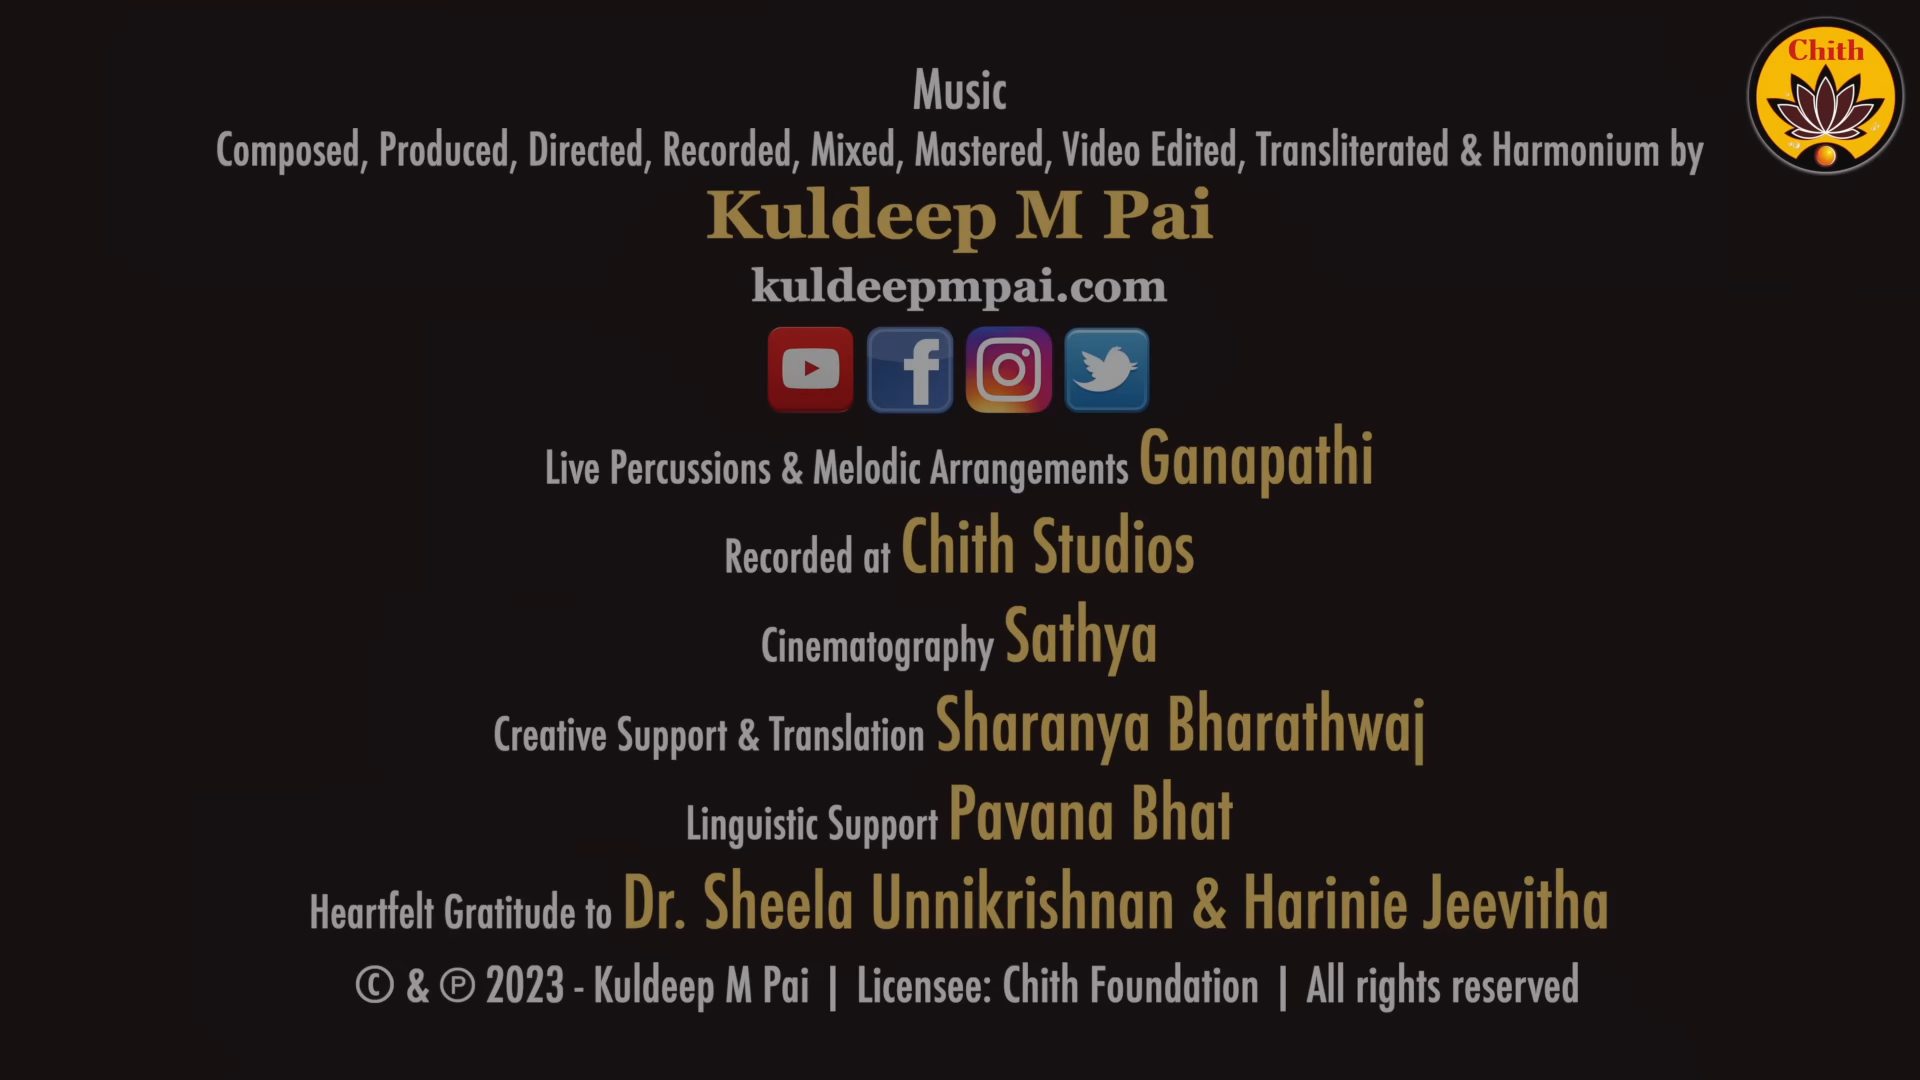 Chith
Music
Composed, Produced, Directed, Recorded, Mixed, Mastered, Video Edited, Transliterated & Harmonium by
Kuldeep M Pai
kuldeepmpai.com
Live Percussions & Melodic Arrangements Ganapathi
Recorded at Chith Studios
Cinematography Sathya
Creative Support & Translation Sharanya Bharathwaj
Linguistic Support Pavana Bhat
Heartfelt Gratitude to Dr. Sheela Unnikrishnan & Harinie Jeevitha
© & ℗ 2023 - Kuldeep M Pai | Licensee: Chith Foundation | All rights reserved